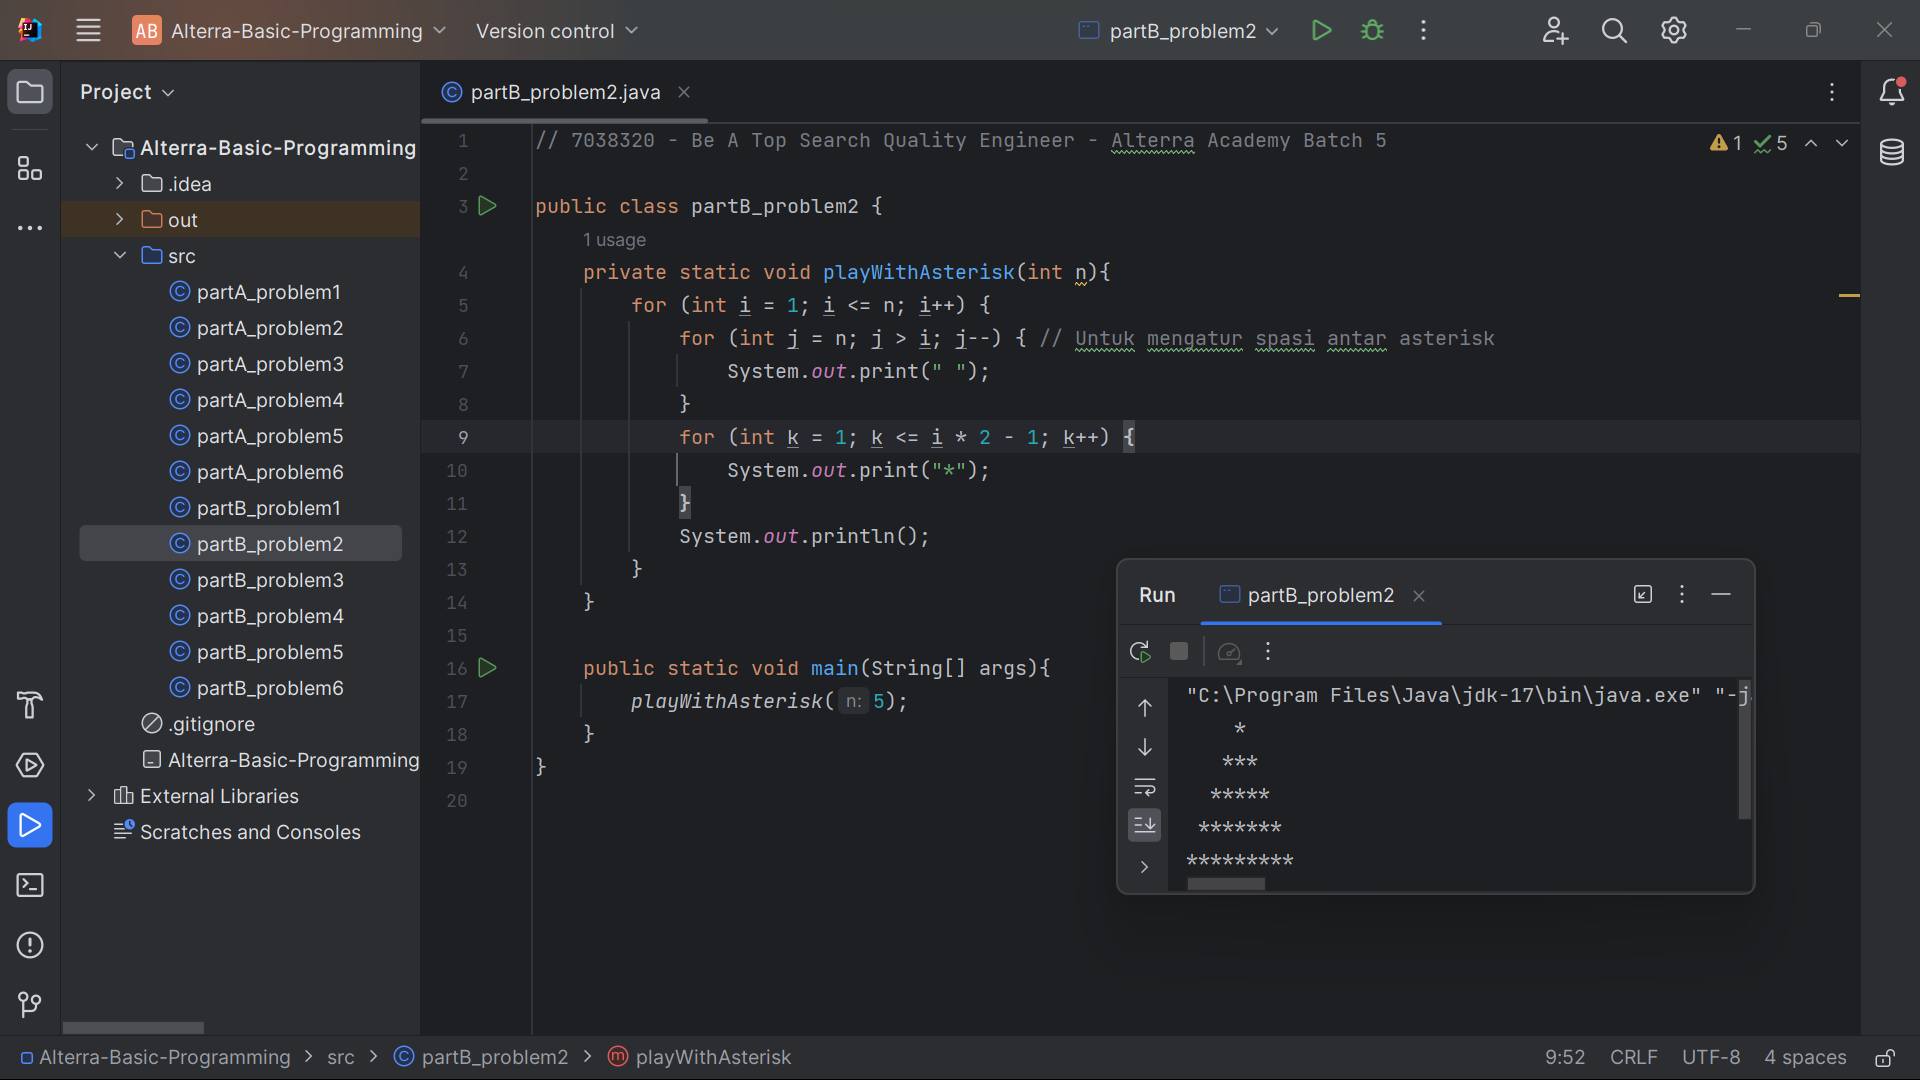 AB Alterra-Basic-Programming Version control partB_problem2
Project
partB_problem2.java
Alterra-Basic-Programming
.idea
out
src
partA_problem1
partA_problem2
partA_problem3
partA_problem4
partA_problem5
partA_problem6
partB_problem1
partB_problem2
partB_problem3
partB_problem4
partB_problem5
partB_problem6
.gitignore
Alterra-Basic-Programming
External Libraries
Scratches and Consoles
1 // 7038320 - Be A Top Search Quality Engineer - Alterra Academy Batch 5
1 5
2
3 public class partB_problem2 {
1 usage
4 private static void playWithAsterisk(int n){
5 for (int i = 1; i <= n; i++) {
6 for (int j = n; j > i; j--) { // Untuk mengatur spasi antar asterisk
7 System.out.print(" ");
8 }
9 for (int k = 1; k <= i * 2 - 1; k++) {
10 System.out.print("*");
11 }
12 System.out.println();
13 }
14 }
15
16 public static void main(String[] args){
17 playWithAsterisk( n: 5);
18 }
19 }
20
Run partB_problem2
"C:\Program Files\Java\jdk-17\bin\java.exe" "-j
*
***
*****
*******
*********
Alterra-Basic-Programming > src > partB_problem2 > playWithAsterisk
9:52 CRLF UTF-8 4 spaces